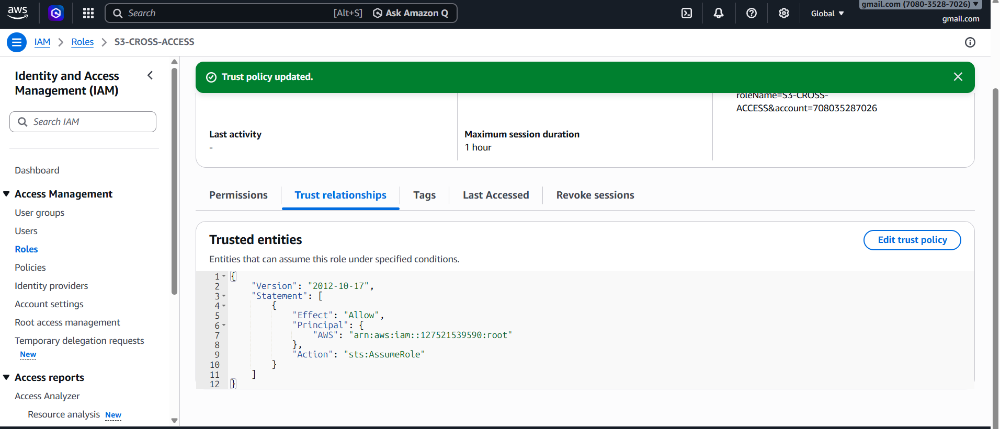 aws
Search
[Alt+S]
Ask Amazon Q
Global
gmail.com (7080-3528-7026)
gmail.com
IAM
Roles
S3-CROSS-ACCESS
Identity and Access
Management (IAM)
Search IAM
Dashboard
Access Management
User groups
Users
Roles
Policies
Identity providers
Account settings
Root access management
Temporary delegation requests
New
Access reports
Access Analyzer
Resource analysis New
Trust policy updated.
roleName=S3-CROSS-
ACCESS&account=708035287026
Last activity
-
Maximum session duration
1 hour
Permissions
Trust relationships
Tags
Last Accessed
Revoke sessions
Trusted entities
Edit trust policy
Entities that can assume this role under specified conditions.
1 {
2 "Version": "2012-10-17",
3 "Statement": [
4 {
5 "Effect": "Allow",
6 "Principal": {
7 "AWS": "arn:aws:iam::127521539590:root"
8 },
9 "Action": "sts:AssumeRole"
10 }
11 ]
12 }